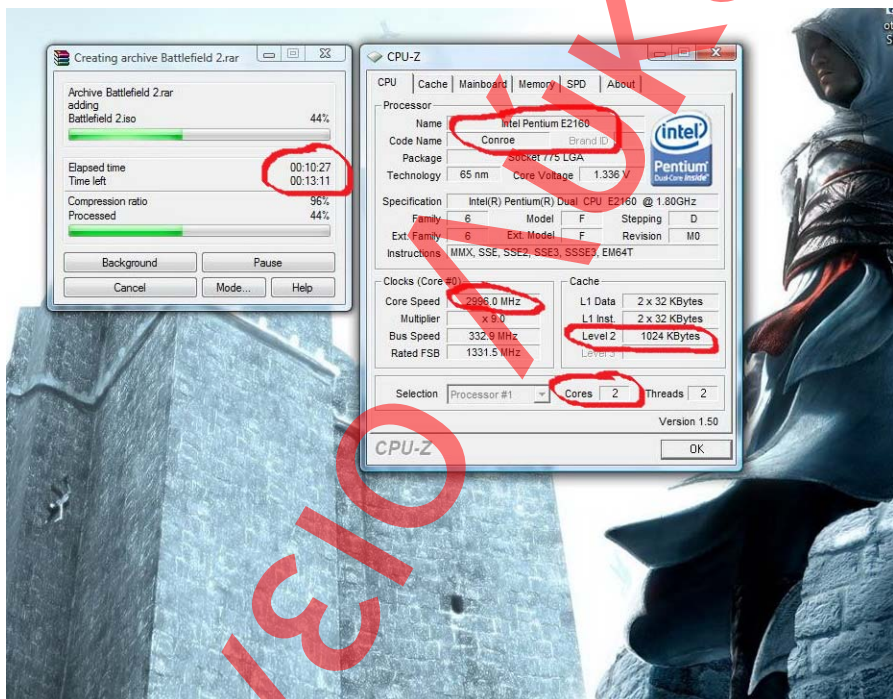 Creating archive Battlefield 2.rar
Archive Battlefield 2.rar
adding
Battlefield 2.iso 44%
Elapsed time 00:10:27
Time left 00:13:11
Compression ratio 96%
Processed 44%
Background Pause
Cancel Mode... Help
CPU-Z
CPU Cache Mainboard Memory SPD About
Processor
Name Intel Pentium E2160
Code Name Conroe Brand ID
Package Socket 775 LGA
Technology 65 nm Core Voltage 1.336 V
intel
Pentium
Dual-Core inside
Specification Intel(R) Pentium(R) Dual CPU E2160 @ 1.80GHz
Family 6 Model F Stepping D
Ext. Family 6 Ext. Model F Revision M0
Instructions MMX, SSE, SSE2, SSE3, SSSE3, EM64T
Clocks (Core #0)
Core Speed 2996.0 MHz
Multiplier x 9.0
Bus Speed 332.9 MHz
Rated FSB 1331.5 MHz
Cache
L1 Data 2 x 32 KBytes
L1 Inst. 2 x 32 KBytes
Level 2 1024 KBytes
Level 3
Selection Processor #1 Cores 2 Threads 2
Version 1.50
CPU-Z OK